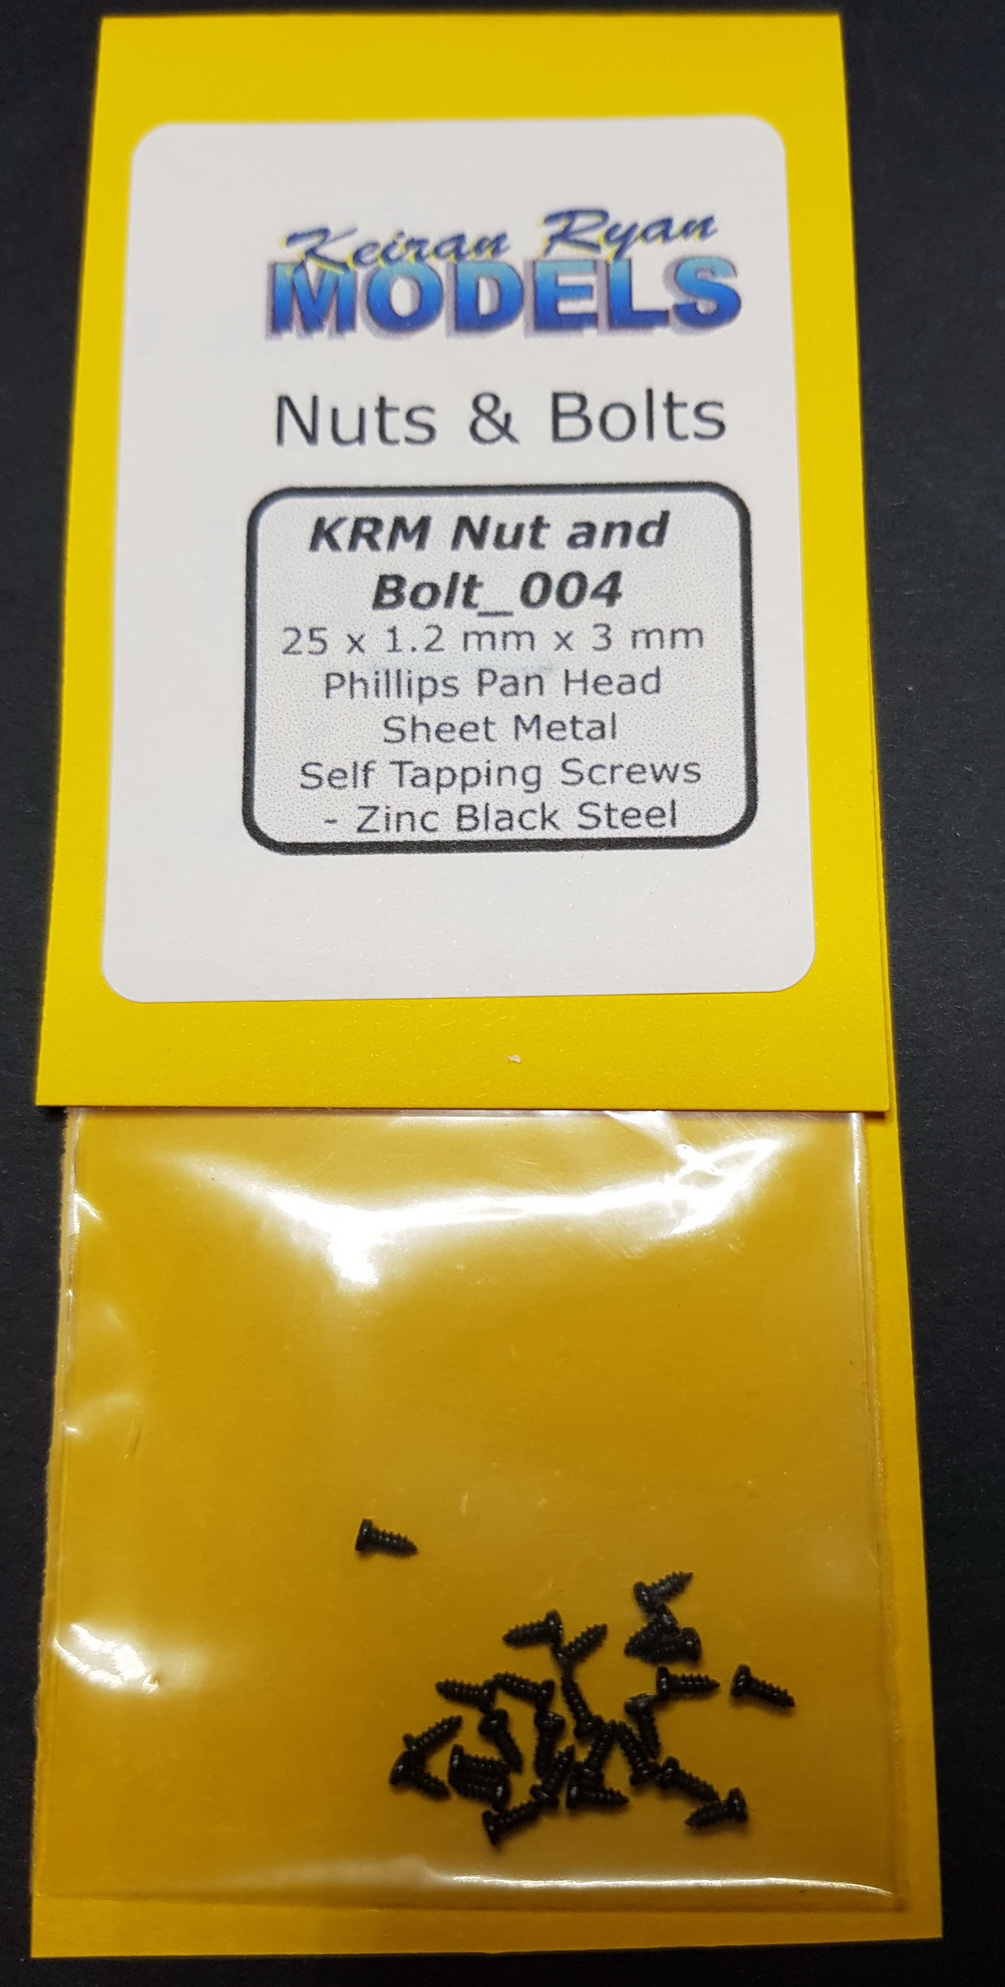 Keiran Ryan
MODELS
Nuts & Bolts
KRM Nut and
Bolt_004
25 x 1.2 mm x 3 mm
Phillips Pan Head
Sheet Metal
Self Tapping Screws
- Zinc Black Steel